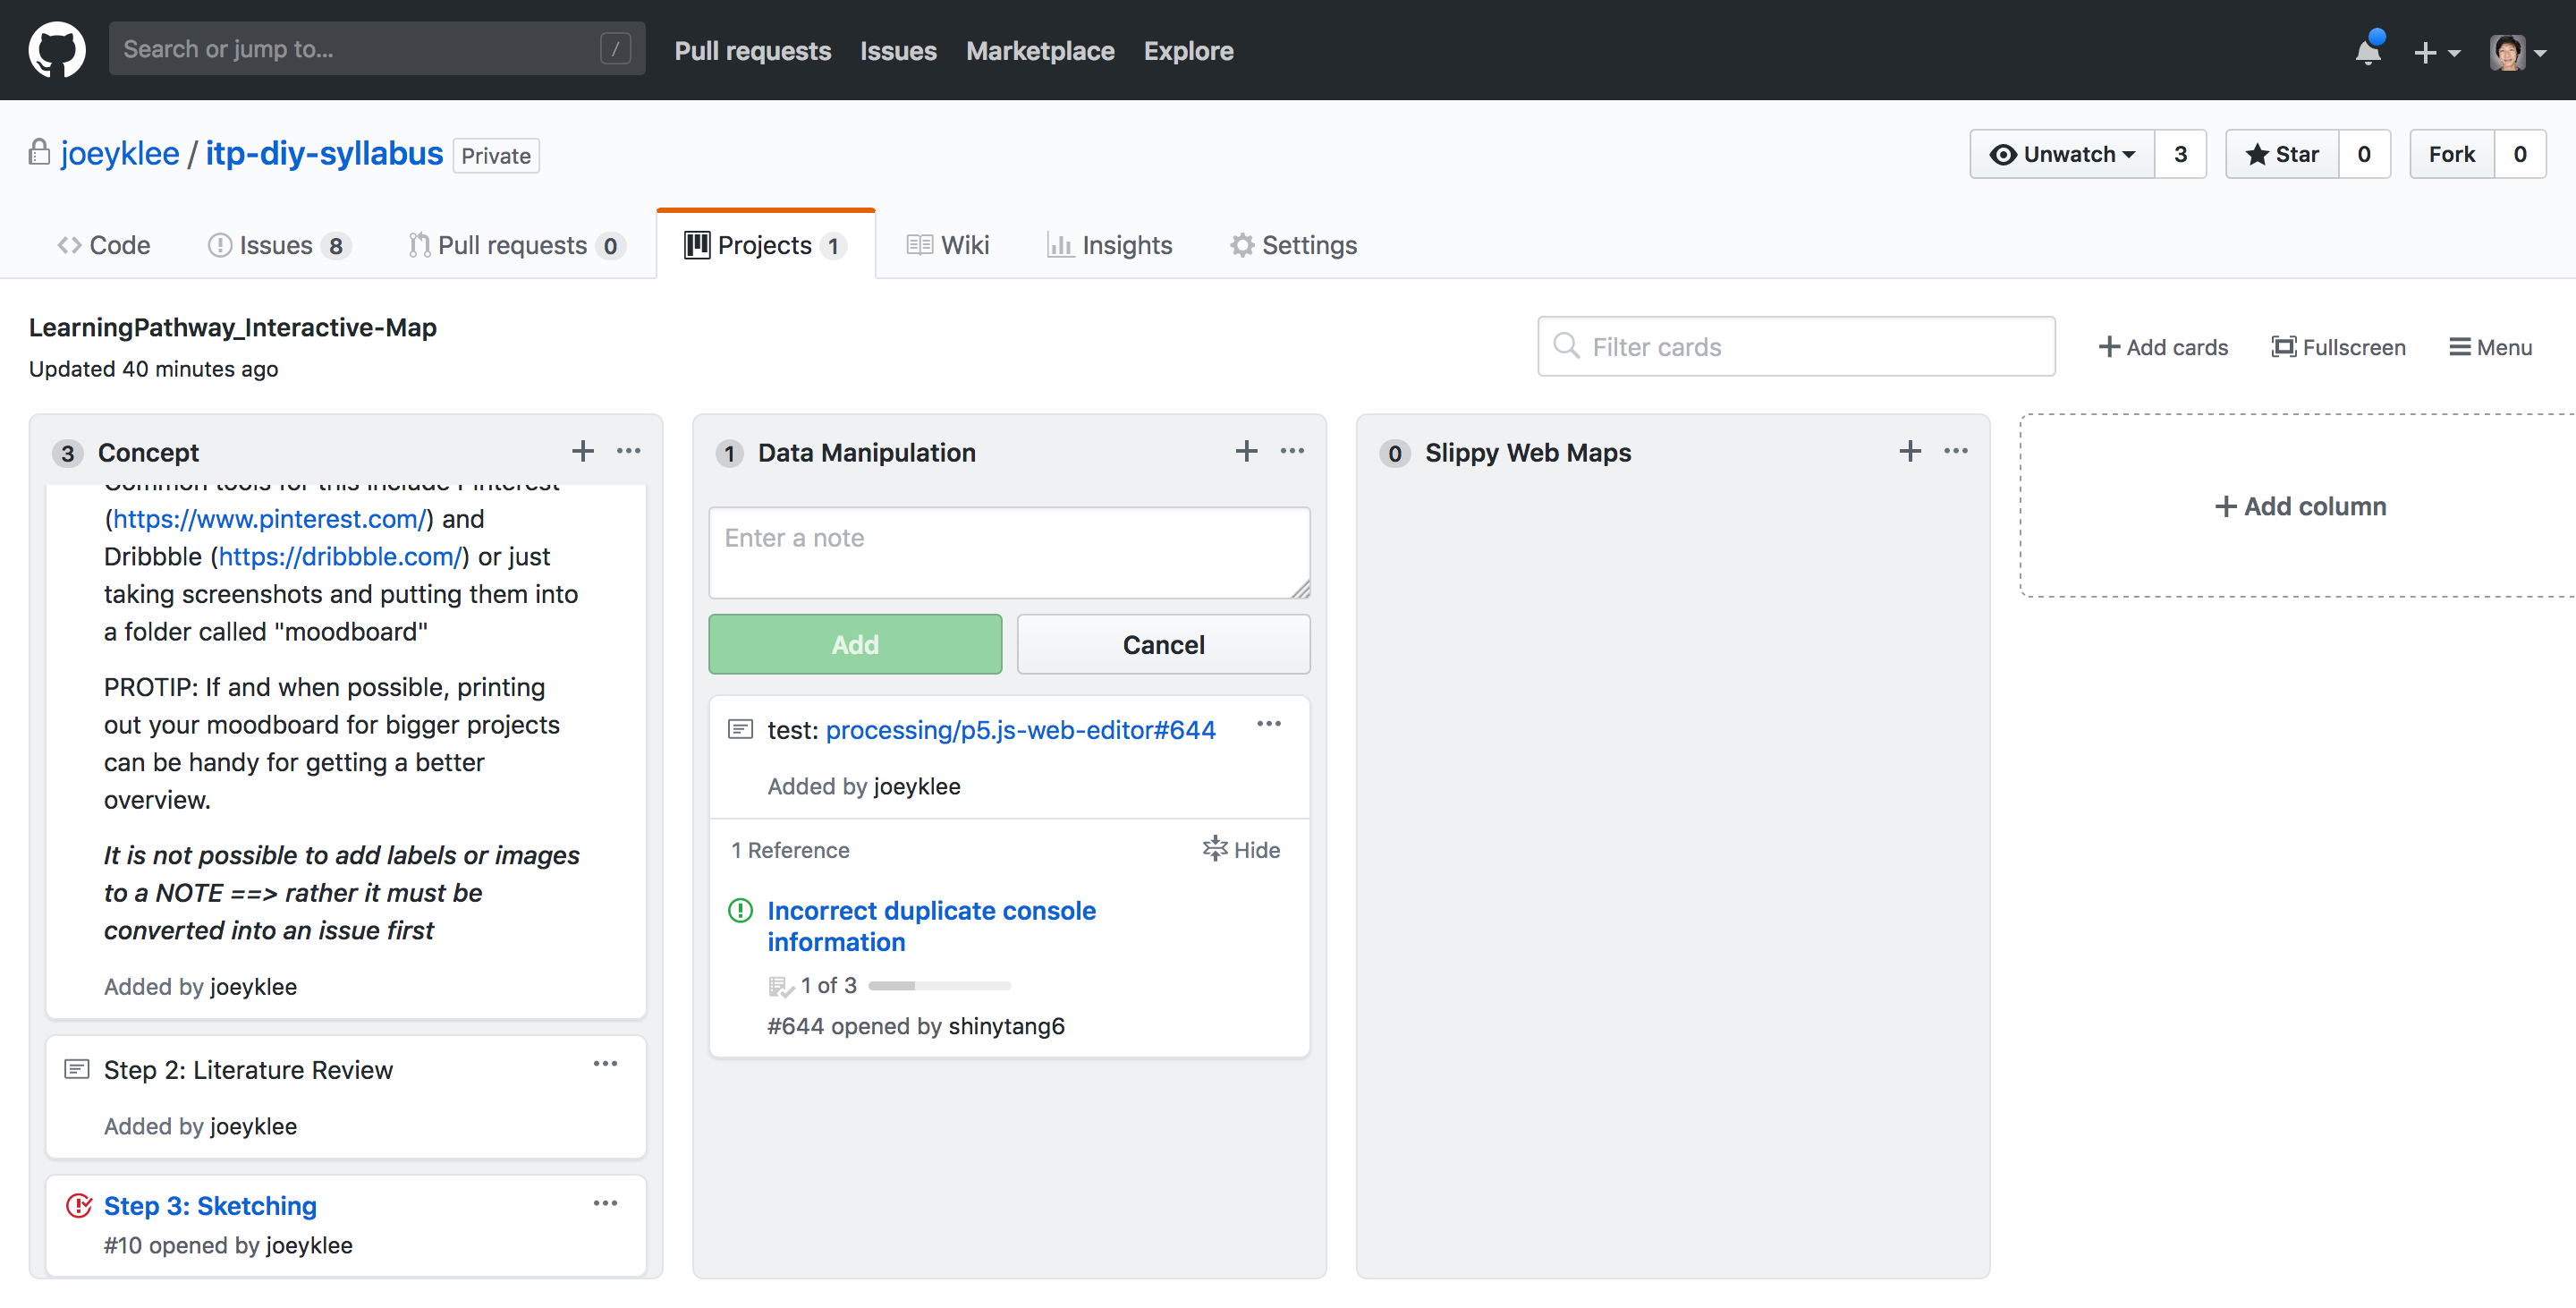 Search or jump to... /
Pull requests Issues Marketplace Explore
joeyklee / itp-diy-syllabus Private
Unwatch 3 Star 0 Fork 0
Code Issues 8 Pull requests 0 Projects 1 Wiki Insights Settings
LearningPathway_Interactive-Map
Updated 40 minutes ago
Filter cards
Add cards Fullscreen Menu
3 Concept
Common tools for this include Pinterest
(https://www.pinterest.com/) and
Dribbble (https://dribbble.com/) or just
taking screenshots and putting them into
a folder called "moodboard"
PROTIP: If and when possible, printing
out your moodboard for bigger projects
can be handy for getting a better
overview.
It is not possible to add labels or images
to a NOTE ==> rather it must be
converted into an issue first
Added by joeyklee
Step 2: Literature Review
Added by joeyklee
Step 3: Sketching
#10 opened by joeyklee
1 Data Manipulation
Enter a note
Add Cancel
test: processing/p5.js-web-editor#644
Added by joeyklee
1 Reference Hide
Incorrect duplicate console
information
1 of 3
#644 opened by shinytang6
0 Slippy Web Maps
Add column